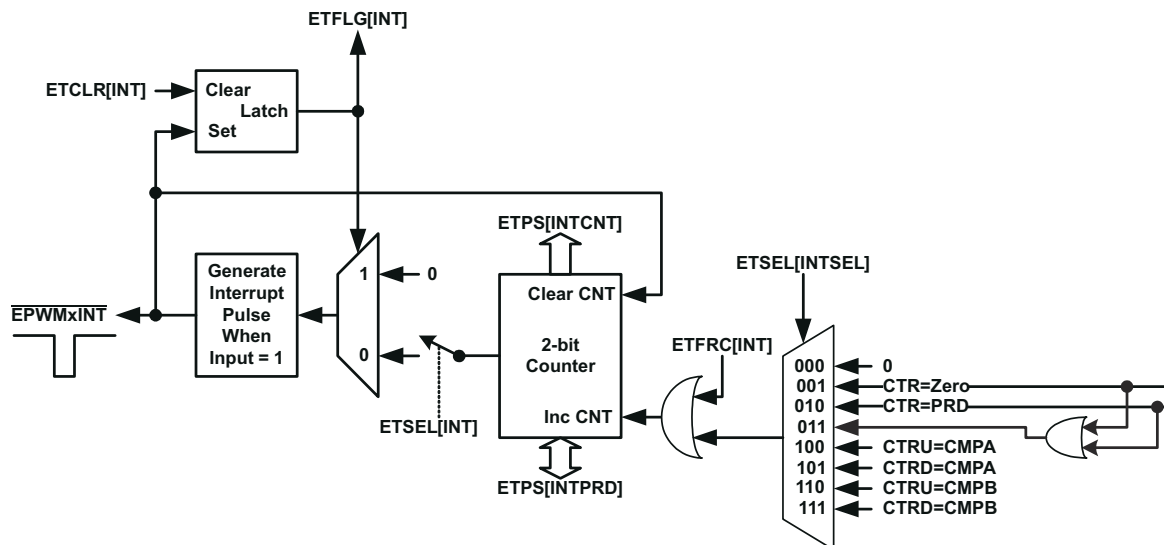 ETFLG[INT]
ETCLR[INT]
Clear
Latch
Set
ETPS[INTCNT]
ETSEL[INTSEL]
Generate
Interrupt
Pulse
When
Input = 1
1
0
0
EPWMxINT
Clear CNT
2-bit
Counter
Inc CNT
ETSEL[INT]
ETPS[INTPRD]
ETFRC[INT]
000
0
001
CTR=Zero
010
CTR=PRD
011
100
CTRU=CMPA
101
CTRD=CMPA
110
CTRU=CMPB
111
CTRD=CMPB